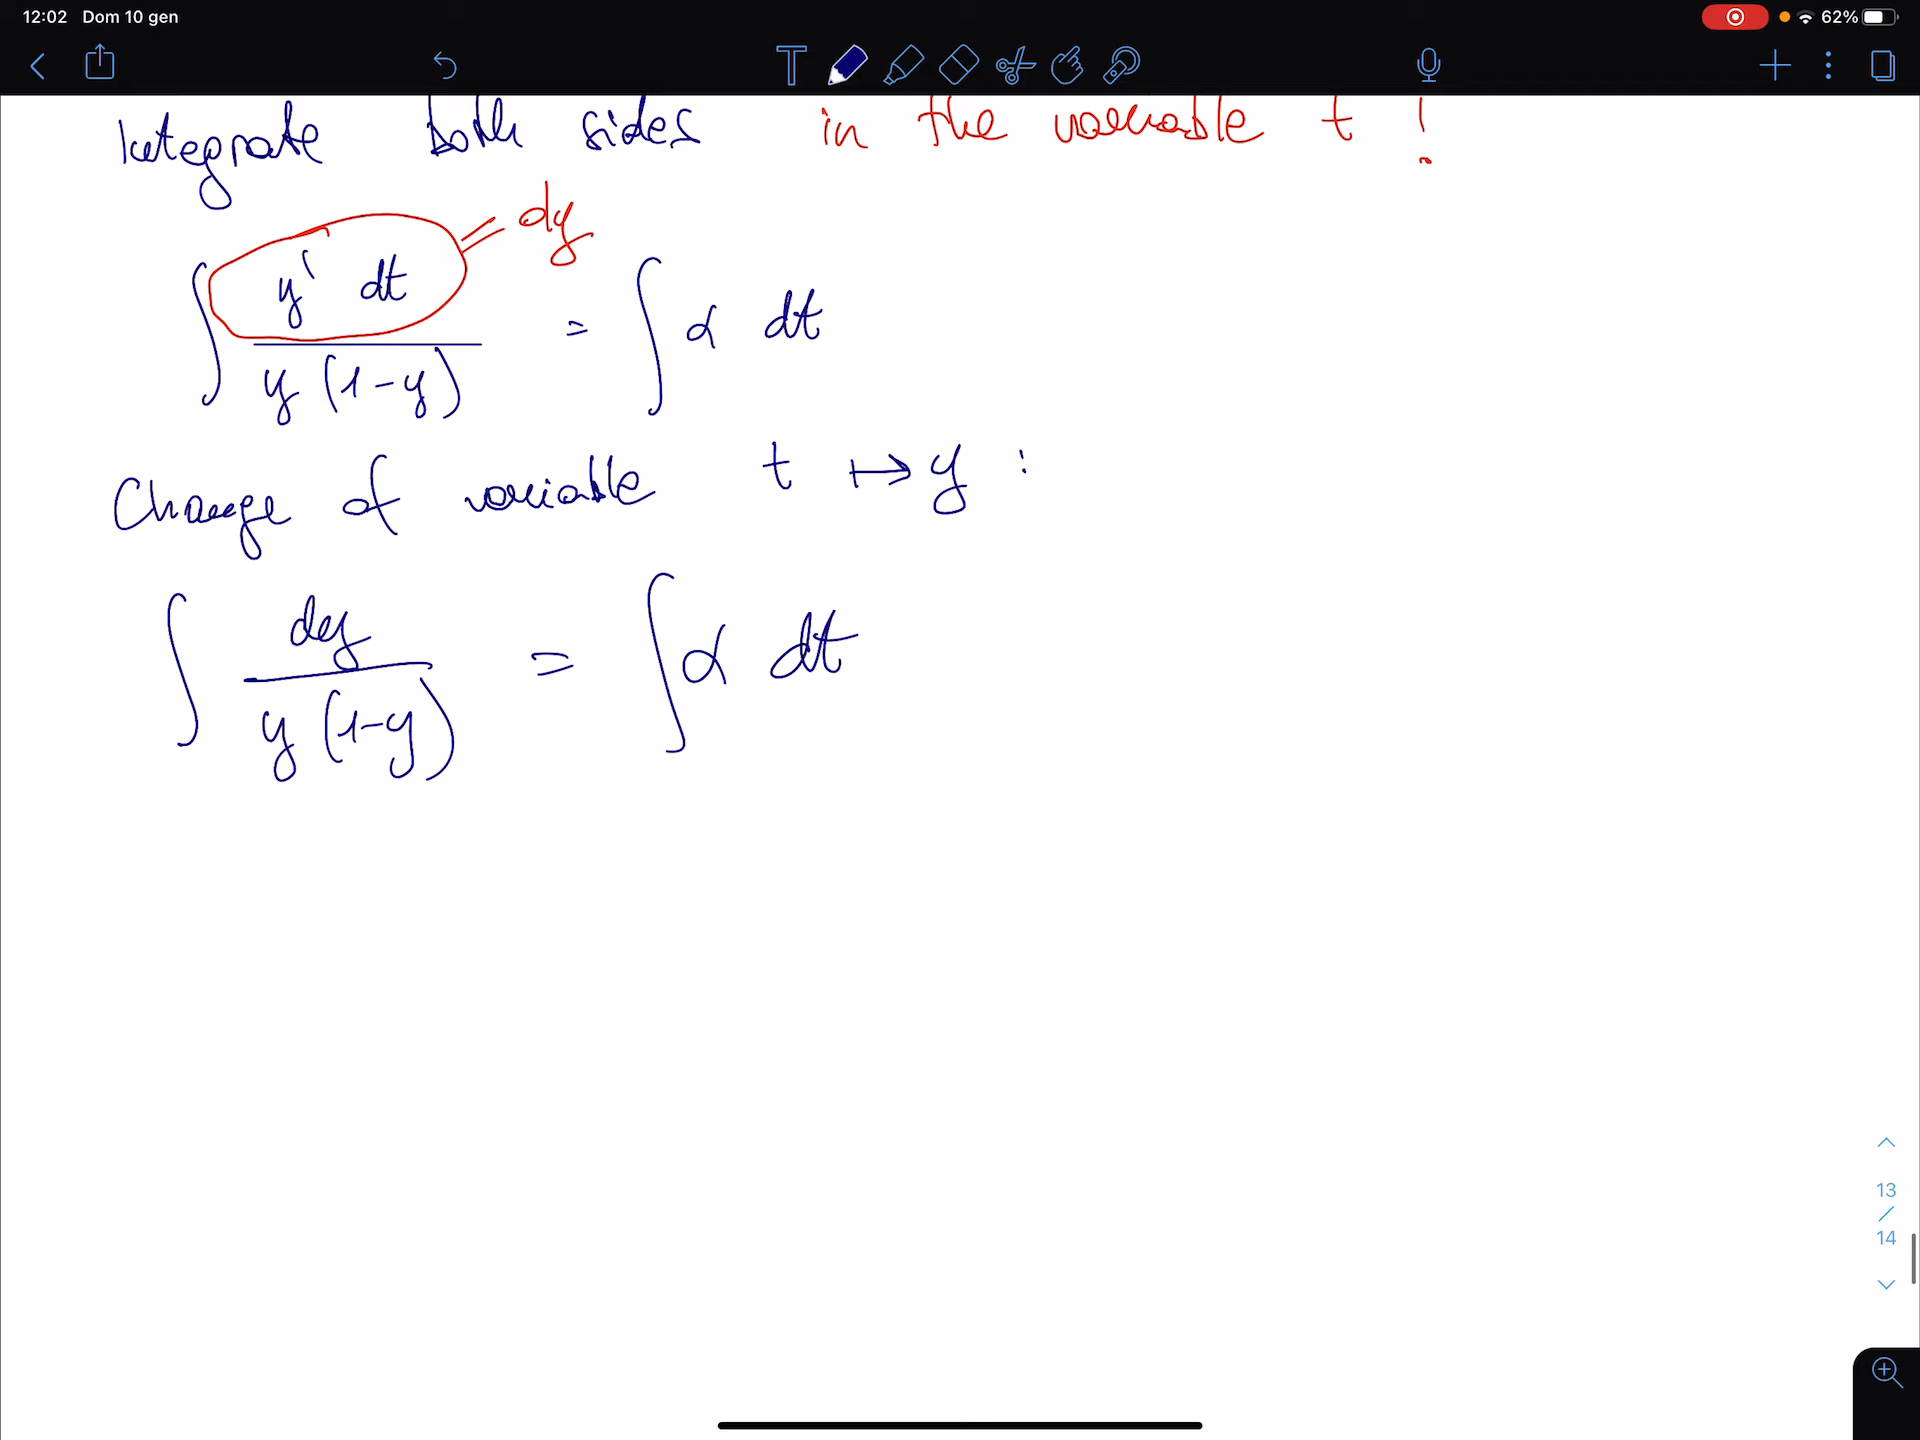 12:02 Dom 10 gen 62%
T
Integrate both sides in the variable t !
∫ y' dt / y (1-y) = ∫ α dt
= dy
Change of variable t ↦ y :
∫ dy / y (1-y) = ∫ α dt
13
/
14